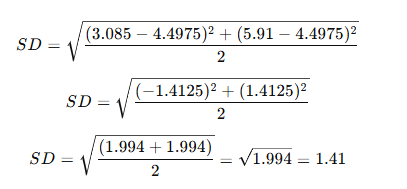 SD = √((3.085 − 4.4975)² + (5.91 − 4.4975)² / 2)
SD = √((−1.4125)² + (1.4125)² / 2)
SD = √((1.994 + 1.994) / 2) = √1.994 = 1.41